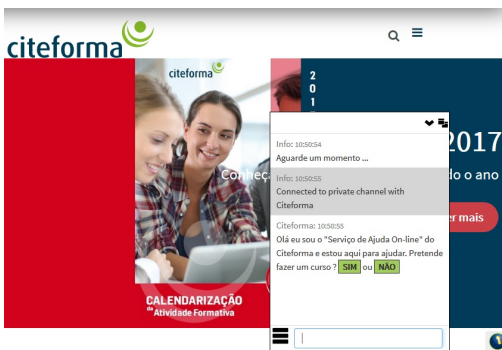 citeforma
citeforma
2
0
1
2017
Conheç
do o ano
er mais
CALENDARIZAÇÃO
da Atividade Formativa
Info: 10:50:54
Aguarde um momento ...
Info: 10:50:55
Connected to private channel with
Citeforma
Citeforma: 10:50:55
Olá eu sou o "Serviço de Ajuda On-line" do
Citeforma e estou aqui para ajudar. Pretende
fazer um curso ? SIM ou NÃO